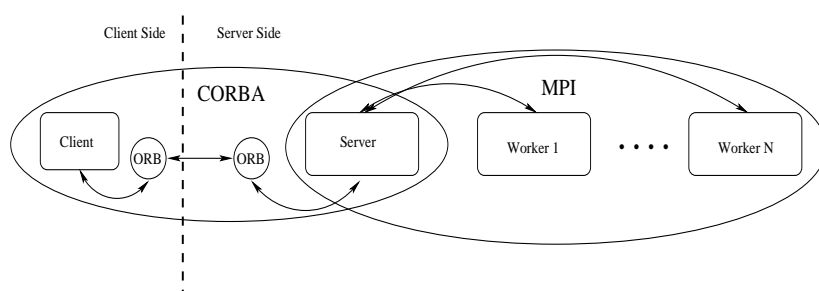 Client Side
Server Side
CORBA
MPI
Client
ORB
ORB
Server
Worker 1
Worker N